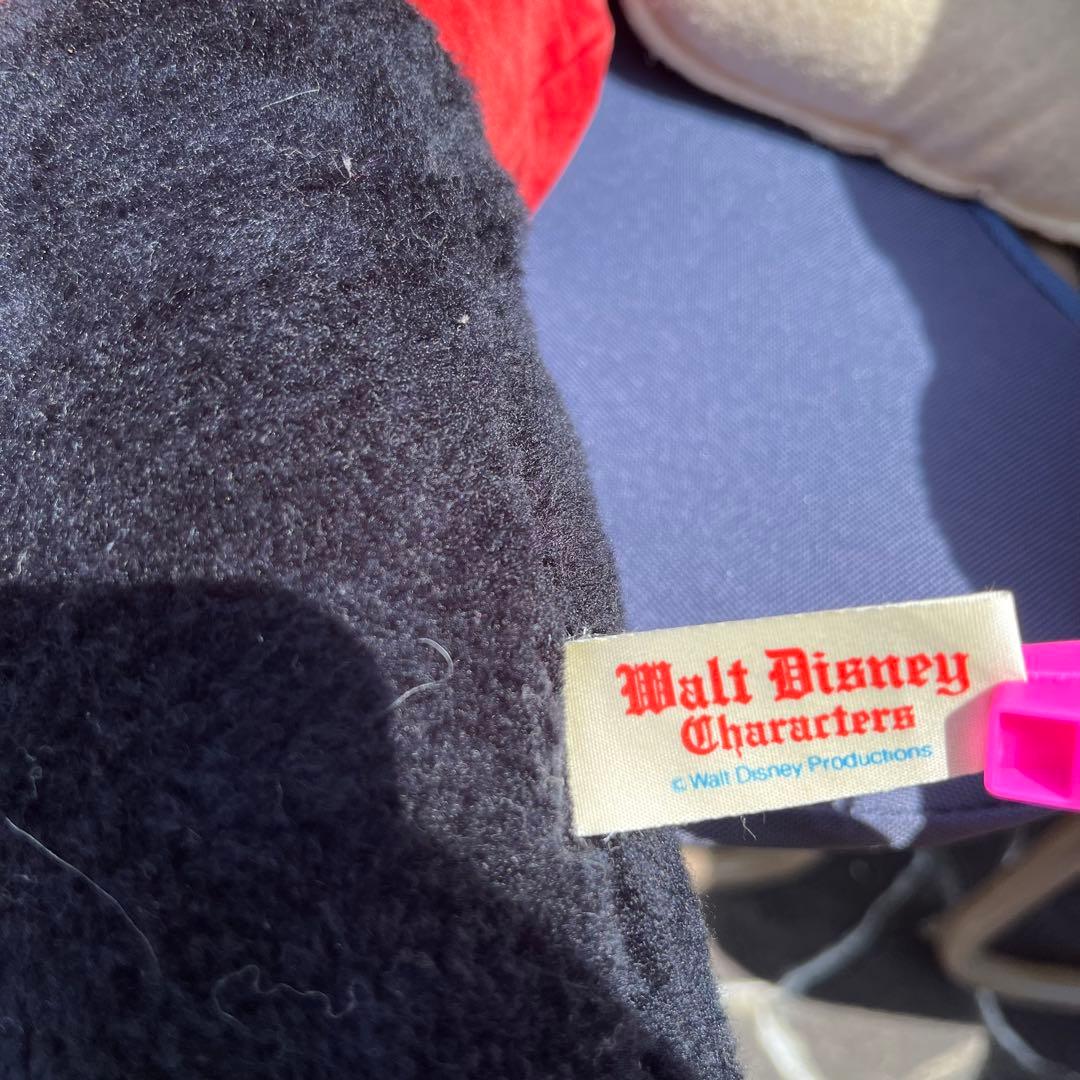 Walt Disney
Characters
© Walt Disney Productions